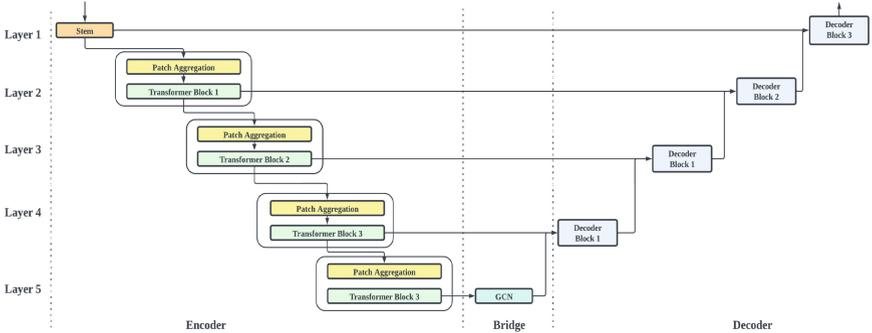 Layer 1
Stem
Decoder
Block 3
Patch Aggregation
Layer 2
Transformer Block 1
Decoder
Block 2
Patch Aggregation
Layer 3
Transformer Block 2
Decoder
Block 1
Patch Aggregation
Layer 4
Transformer Block 3
Decoder
Block 1
Patch Aggregation
Layer 5
Transformer Block 3
GCN
Encoder
Bridge
Decoder